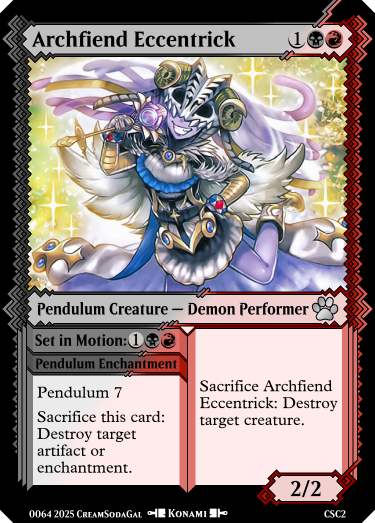 Archfiend Eccentrick 1
Pendulum Creature — Demon Performer
Set in Motion: 1
Pendulum Enchantment
Pendulum 7
Sacrifice this card:
Destroy target
artifact or
enchantment.
Sacrifice Archfiend
Eccentrick: Destroy
target creature.
2/2
0064 2025 CreamSodaGal KONAMI CSC2